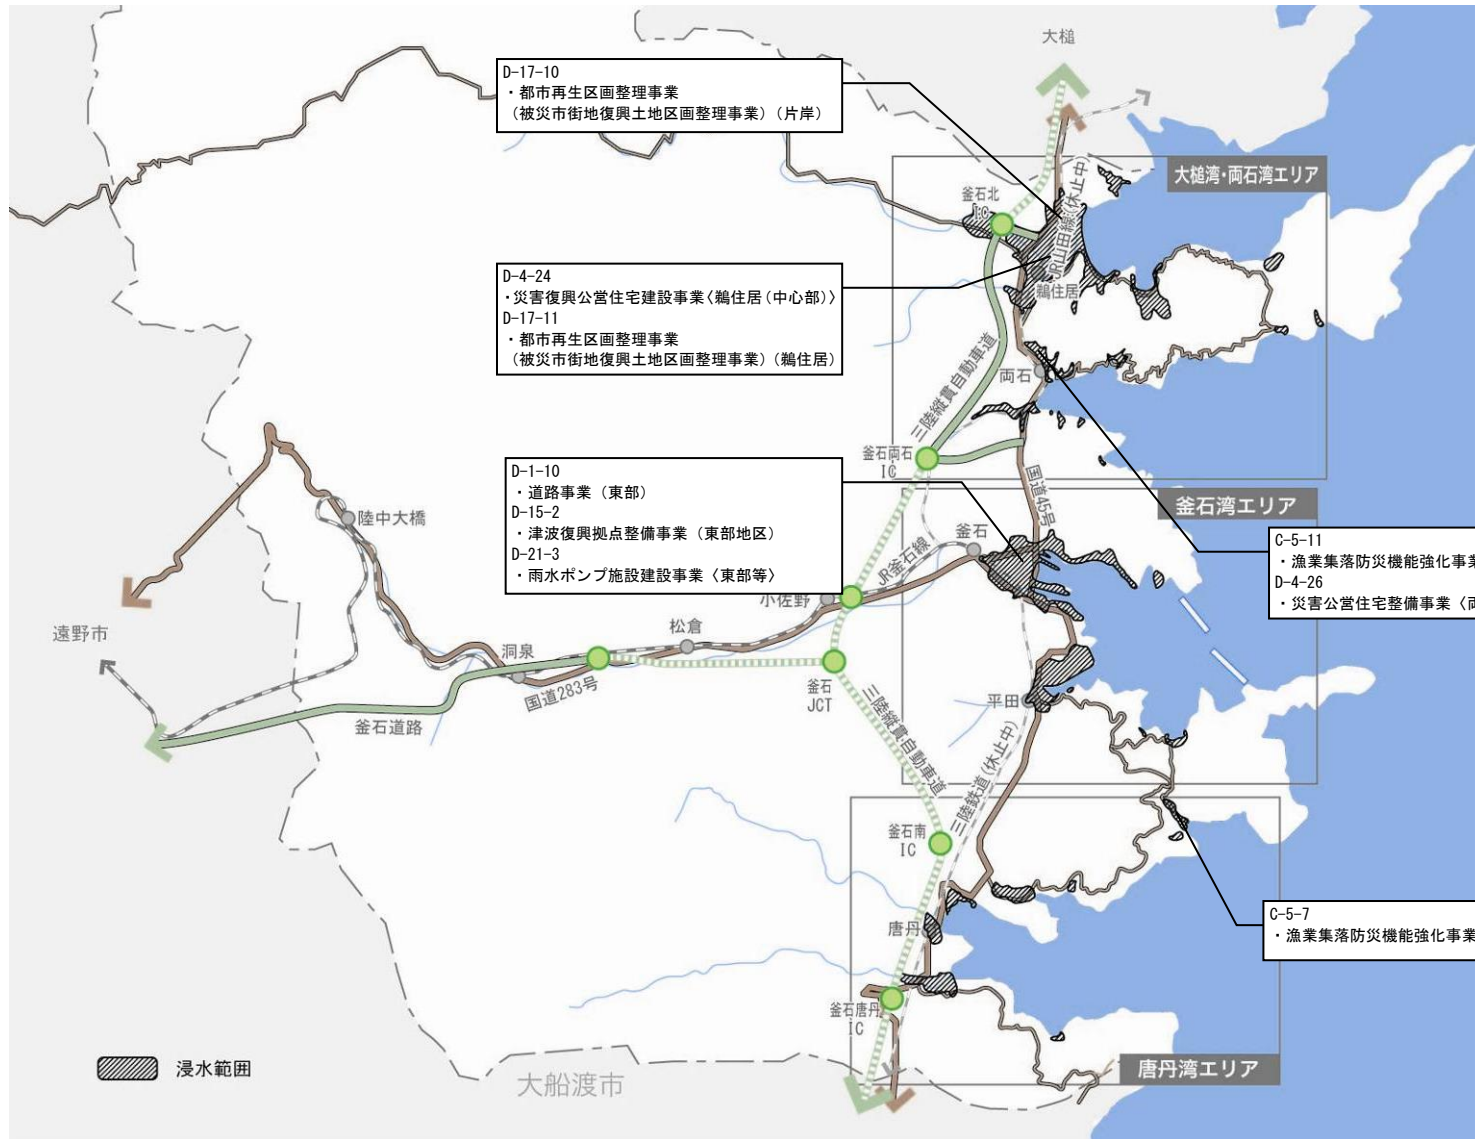 大槌
D-17-10
・都市再生区画整理事業
(被災市街地復興土地区画整理事業)(片岸)
大槌湾・両石湾エリア
釜石北
IC
JR山田線(休止中)
D-4-24
・災害復興公営住宅建設事業〈鵜住居(中心部)〉
D-17-11
・都市再生区画整理事業
(被災市街地復興土地区画整理事業)(鵜住居)
鵜住居
両石
三陸縦貫自動車道
釜石両石
IC
国道45号
D-1-10
・道路事業(東部)
D-15-2
・津波復興拠点整備事業(東部地区)
D-21-3
・雨水ポンプ施設建設事業〈東部等〉
釜石湾エリア
釜石
陸中大橋
C-5-11
・漁業集落防災機能強化事業
D-4-26
・災害公営住宅整備事業〈両
JR釜石線
小佐野
松倉
遠野市
洞泉
国道283号
釜石
JCT
平田
釜石道路
三陸縦貫自動車道
三陸鉄道(休止中)
釜石南
IC
C-5-7
・漁業集落防災機能強化事業
唐丹
釜石唐丹
IC
浸水範囲
唐丹湾エリア
大船渡市